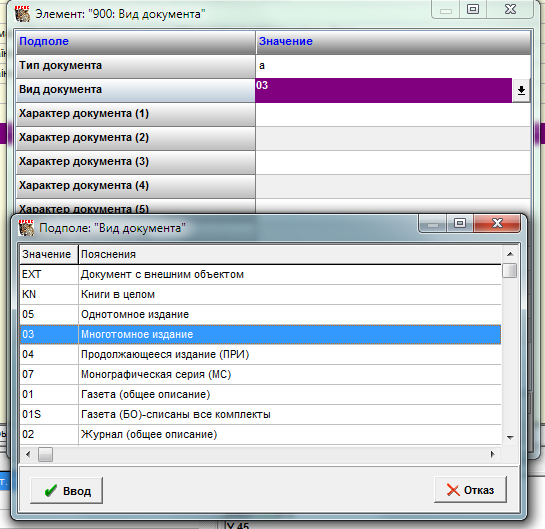 Элемент: "900: Вид документа"
Подполе Значение
Тип документа a
Вид документа 03
Характер документа (1)
Характер документа (2)
Характер документа (3)
Характер документа (4)
Характер документа (5)
Подполе: "Вид документа"
Значение Пояснения
EXT Документ с внешним объектом
KN Книги в целом
05 Однотомное издание
03 Многотомное издание
04 Продолжающееся издание (ПРИ)
07 Монографическая серия (МС)
01 Газета (общее описание)
01S Газета (БО)-списаны все комплекты
02 Журнал (общее описание)
Ввод Отказ